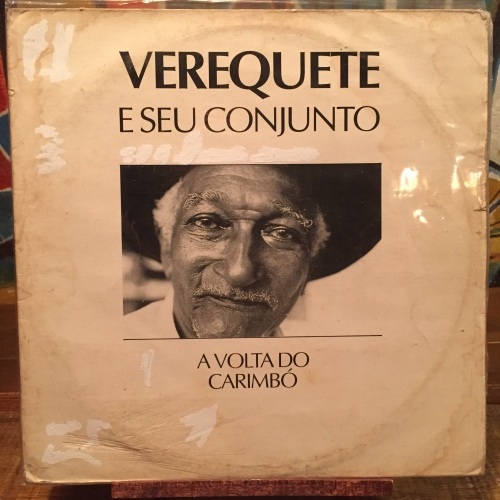 VEREQUETE
E SEU CONJUNTO
A VOLTA DO
CARIMBÓ